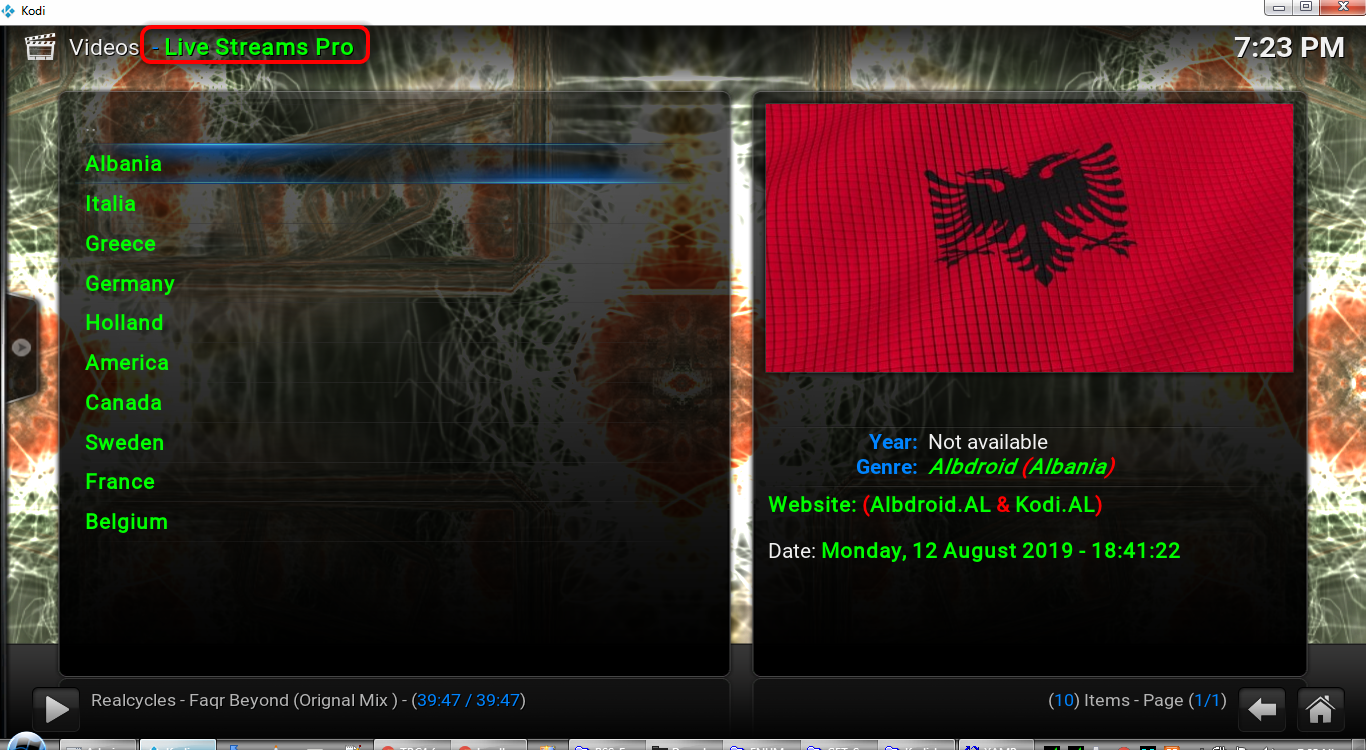 Kodi
Videos - Live Streams Pro
7:23 PM
..
Albania
Italia
Greece
Germany
Holland
America
Canada
Sweden
France
Belgium
Year: Not available
Genre: Albdroid (Albania)
Website: (Albdroid.AL & Kodi.AL)
Date: Monday, 12 August 2019 - 18:41:22
Realcycles - Faqr Beyond (Orignal Mix ) - (39:47 / 39:47)
(10) Items - Page (1/1)